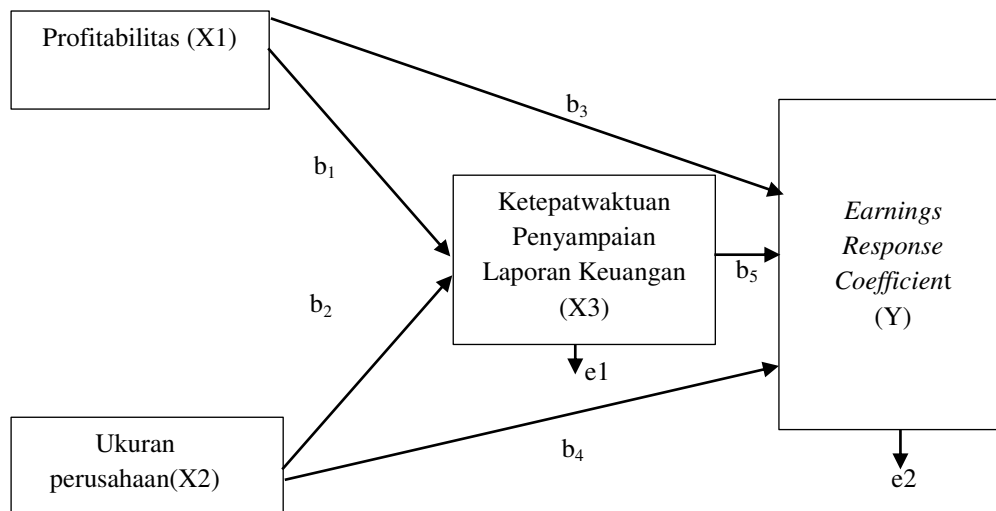 Profitabilitas (X1)
b3
b1
Ketepatwaktuan
Penyampaian
Laporan Keuangan
(X3)
Earnings
Response
Coefficient
(Y)
b5
b2
e1
Ukuran
perusahaan(X2)
b4
e2